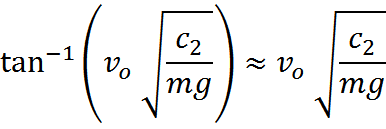 tan⁻¹(vₒ √(c₂/mg)) ≈ vₒ √(c₂/mg)